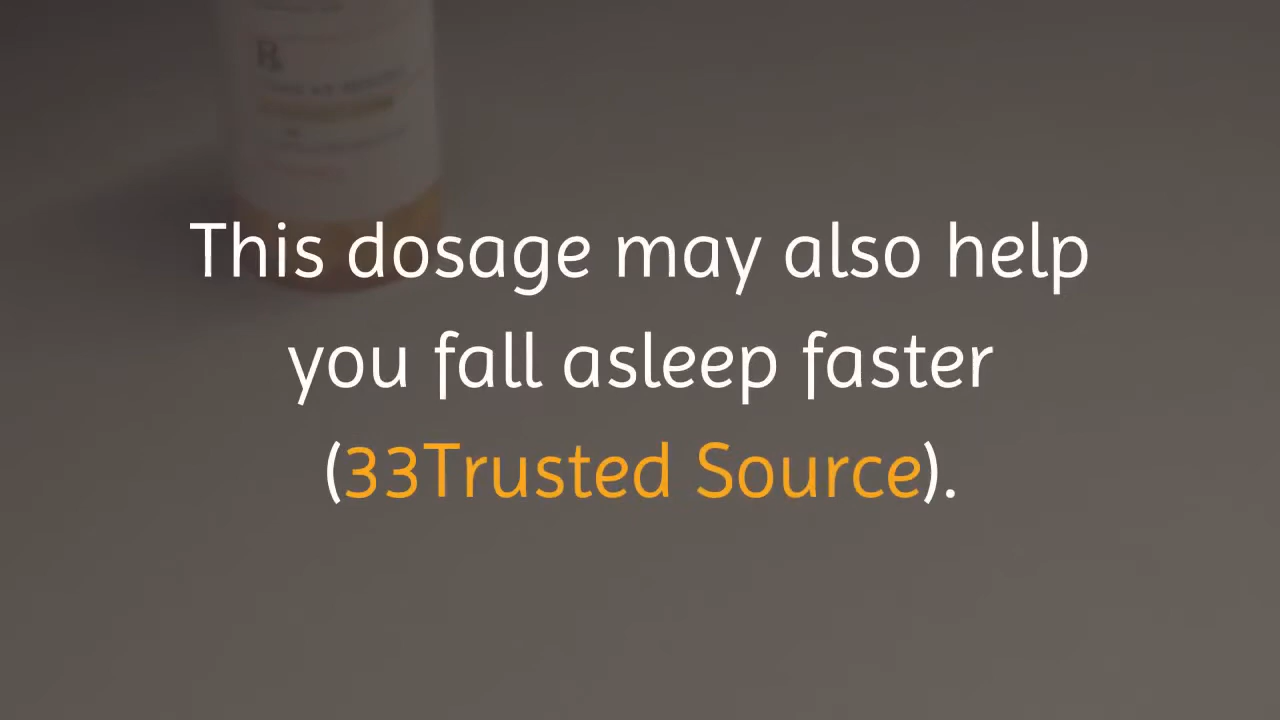 R
This dosage may also help
you fall asleep faster
(33Trusted Source).